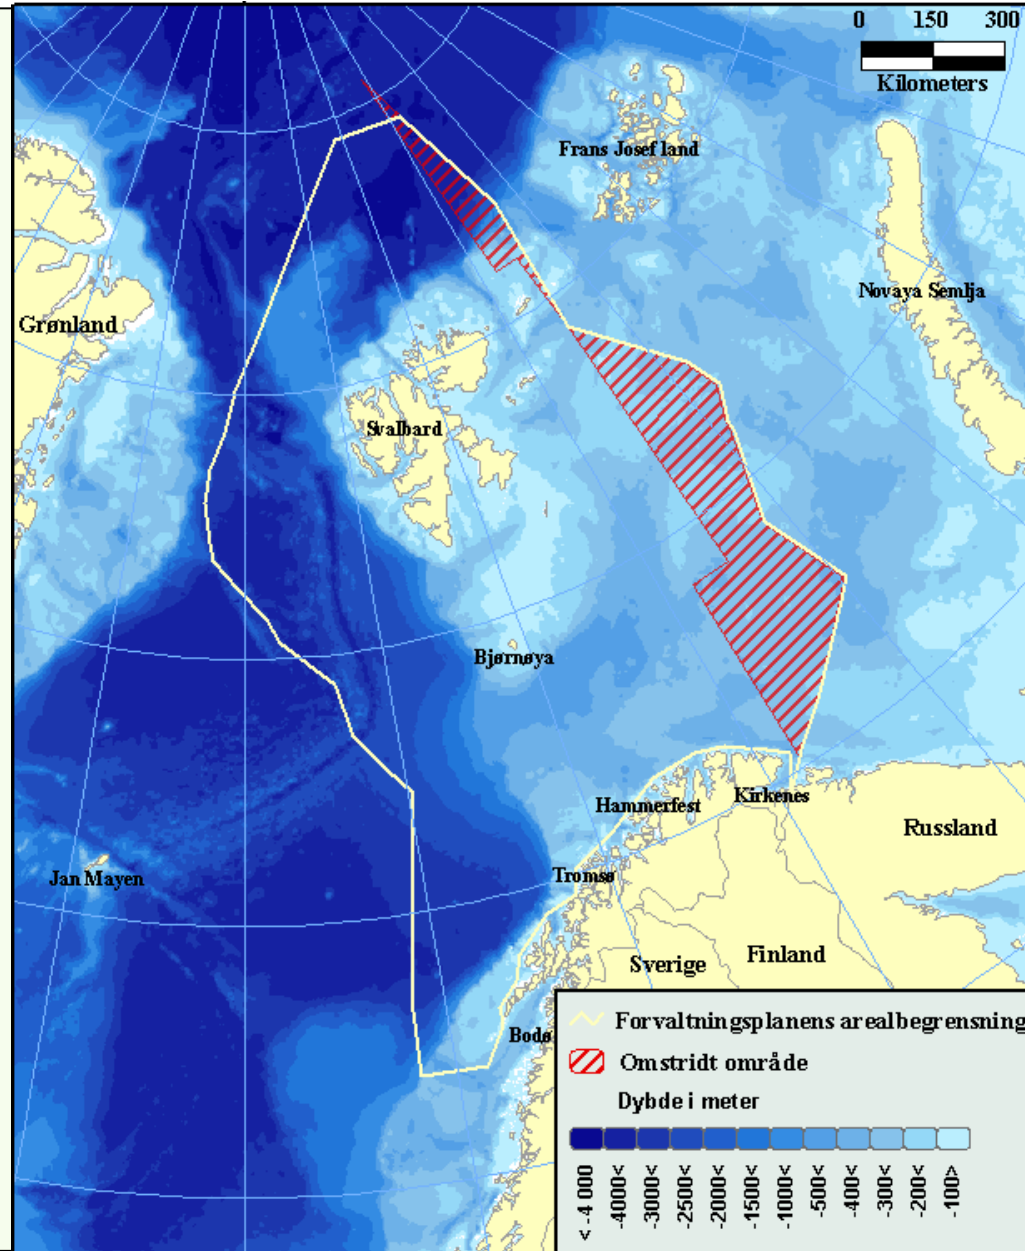 0 150 300
Kilometers
Frans Josef land
Novaya Semlja
Grønland
Svalbard
Bjørnøya
Hammerfest
Kirkenes
Russland
Jan Mayen
Tromsø
Sverige
Finland
Bodø
Forvaltningsplanens arealbegrensning
Omstridt område
Dybde i meter
< -4 000
-4000<
-3000<
-2500<
-2000<
-1500<
-1000<
-500<
-400<
-300<
-200<
-100>